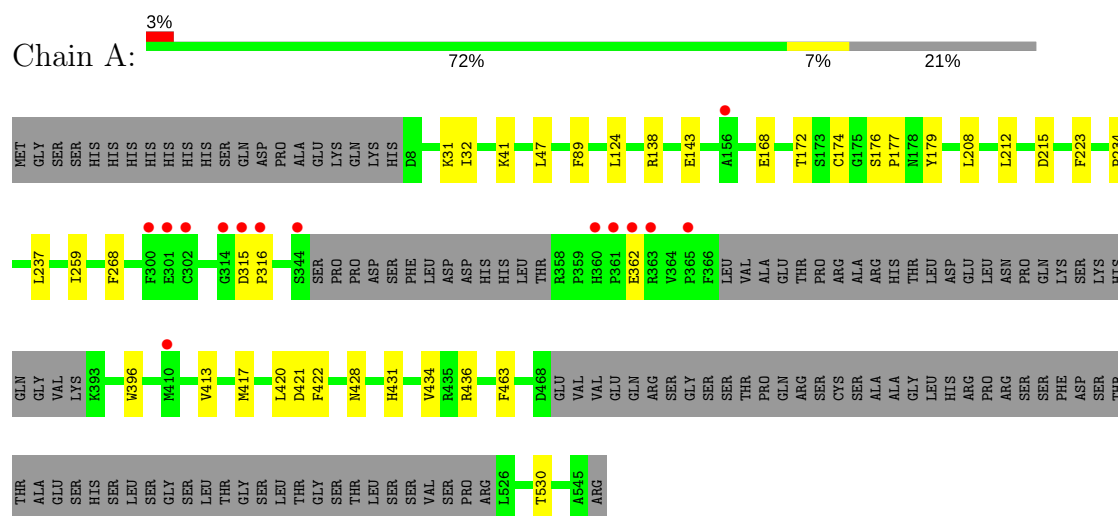 3%
Chain A:
72% 7% 21%
MET GLY SER SER HIS HIS HIS HIS HIS HIS HIS HIS SER GLN ASP PRO ALA GLU LYS GLN LYS HIS D8 K31 I32 K41 L47 F89 L124 R138 E143 A156 E168 T172 S173 C174 G175 S176 P177 N178 Y179 L208 L212 D215 F223 P234
L237 I259 F268 F300 E301 C302 G314 D315 P316 S344 SER PRO PRO ASP SER PHE LEU ASP ASP HIS HIS LEU THR R358 P359 H360 P361 E362 R363 V364 P365 F366 LEU VAL ALA GLU THR PRO ARG ALA ARG HIS THR LEU ASP GLU LEU ASN PRO GLN LYS SER LYS HIS
GLN GLY VAL LYS K393 W396 M410 V413 M417 L420 D421 F422 N428 H431 V434 R435 R436 F463 D468 GLU VAL VAL GLU GLN ARG SER GLY SER SER THR PRO GLN ARG SER CYS SER ALA ALA GLY LEU HIS ARG PRO ARG SER SER PHE ASP SER THR
THR ALA GLU SER HIS SER LEU SER GLY SER LEU THR GLY SER LEU THR GLY SER THR LEU SER SER VAL SER PRO ARG L526 T530 A545 ARG